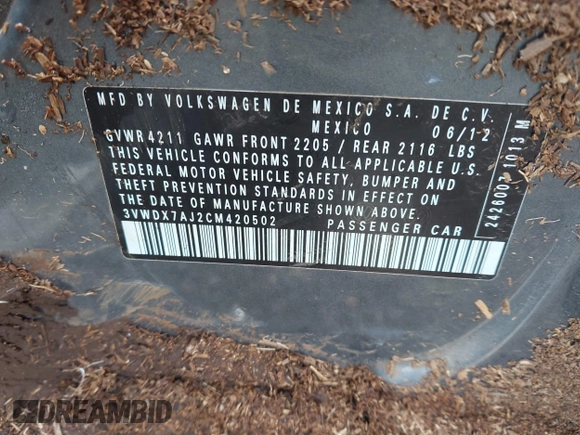 MFD BY VOLKSWAGEN DE MEXICO S.A. DE C.V.
MEXICO 06/12
GVWR 4211 GAWR FRONT 2205 / REAR 2116 LBS
THIS VEHICLE CONFORMS TO ALL APPLICABLE U.S.
FEDERAL MOTOR VEHICLE SAFETY, BUMPER AND
THEFT PREVENTION STANDARDS IN EFFECT ON
THE DATE OF MANUFACTURE SHOWN ABOVE.
3VWDX7AJ2CM420502 PASSENGER CAR
2426007 1013 M
DREAMBID